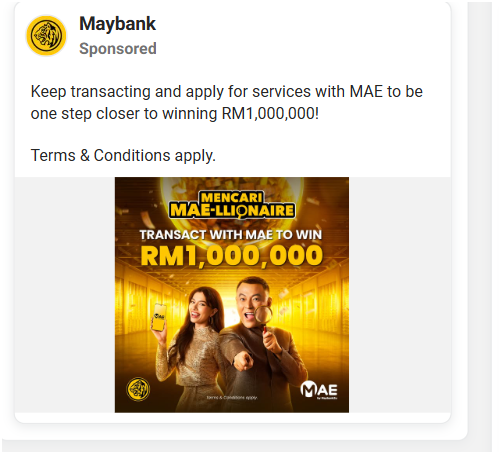 Maybank
Sponsored
Keep transacting and apply for services with MAE to be
one step closer to winning RM1,000,000!
Terms & Conditions apply.
MENCARI
MAE-LLIONAIRE
TRANSACT WITH MAE TO WIN
RM1,000,000
Terms & Conditions apply.
MAE